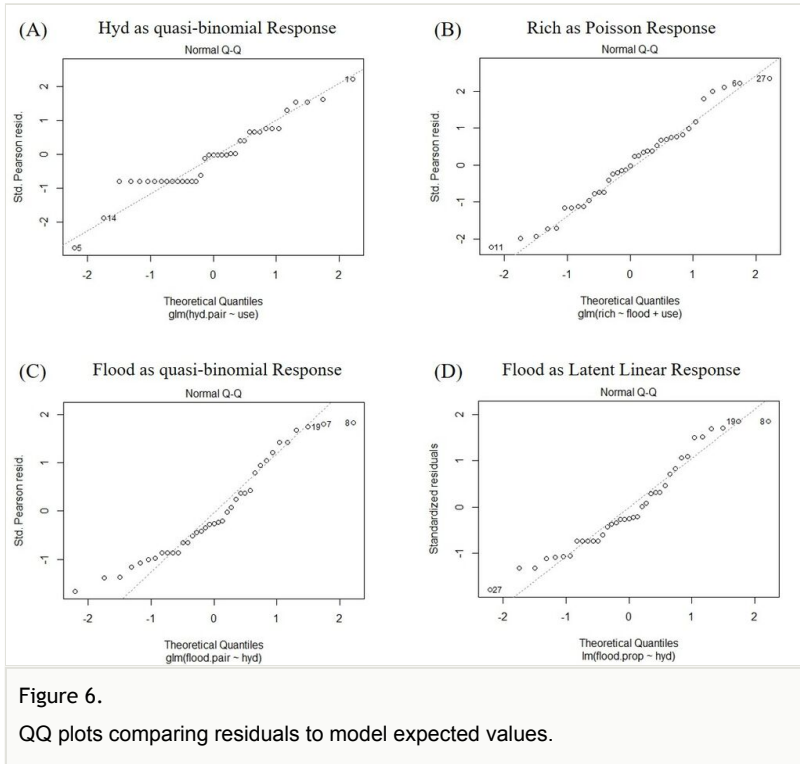 (A) Hyd as quasi-binomial Response
Normal Q-Q
Std. Pearson resid.
2
1
0
-1
-2
1
14
5
-2 -1 0 1 2
Theoretical Quantiles
glm(hyd.pair ~ use)
(B) Rich as Poisson Response
Normal Q-Q
Std. Pearson resid.
2
1
0
-1
-2
6 27
11
-2 -1 0 1 2
Theoretical Quantiles
glm(rich ~ flood + use)
(C) Flood as quasi-binomial Response
Normal Q-Q
Std. Pearson resid.
2
1
0
-1
19 7 8
-2 -1 0 1 2
Theoretical Quantiles
glm(flood.pair ~ hyd)
(D) Flood as Latent Linear Response
Normal Q-Q
Standardized residuals
2
1
0
-1
19 8
27
-2 -1 0 1 2
Theoretical Quantiles
lm(flood.prop ~ hyd)
Figure 6.
QQ plots comparing residuals to model expected values.